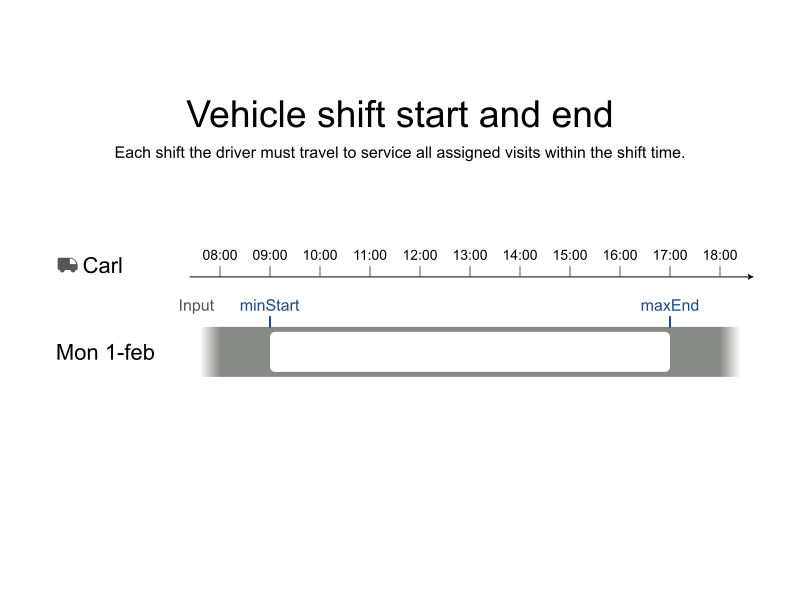 Vehicle shift start and end
Each shift the driver must travel to service all assigned visits within the shift time.
Carl
08:00 09:00 10:00 11:00 12:00 13:00 14:00 15:00 16:00 17:00 18:00
Input minStart maxEnd
Mon 1-feb